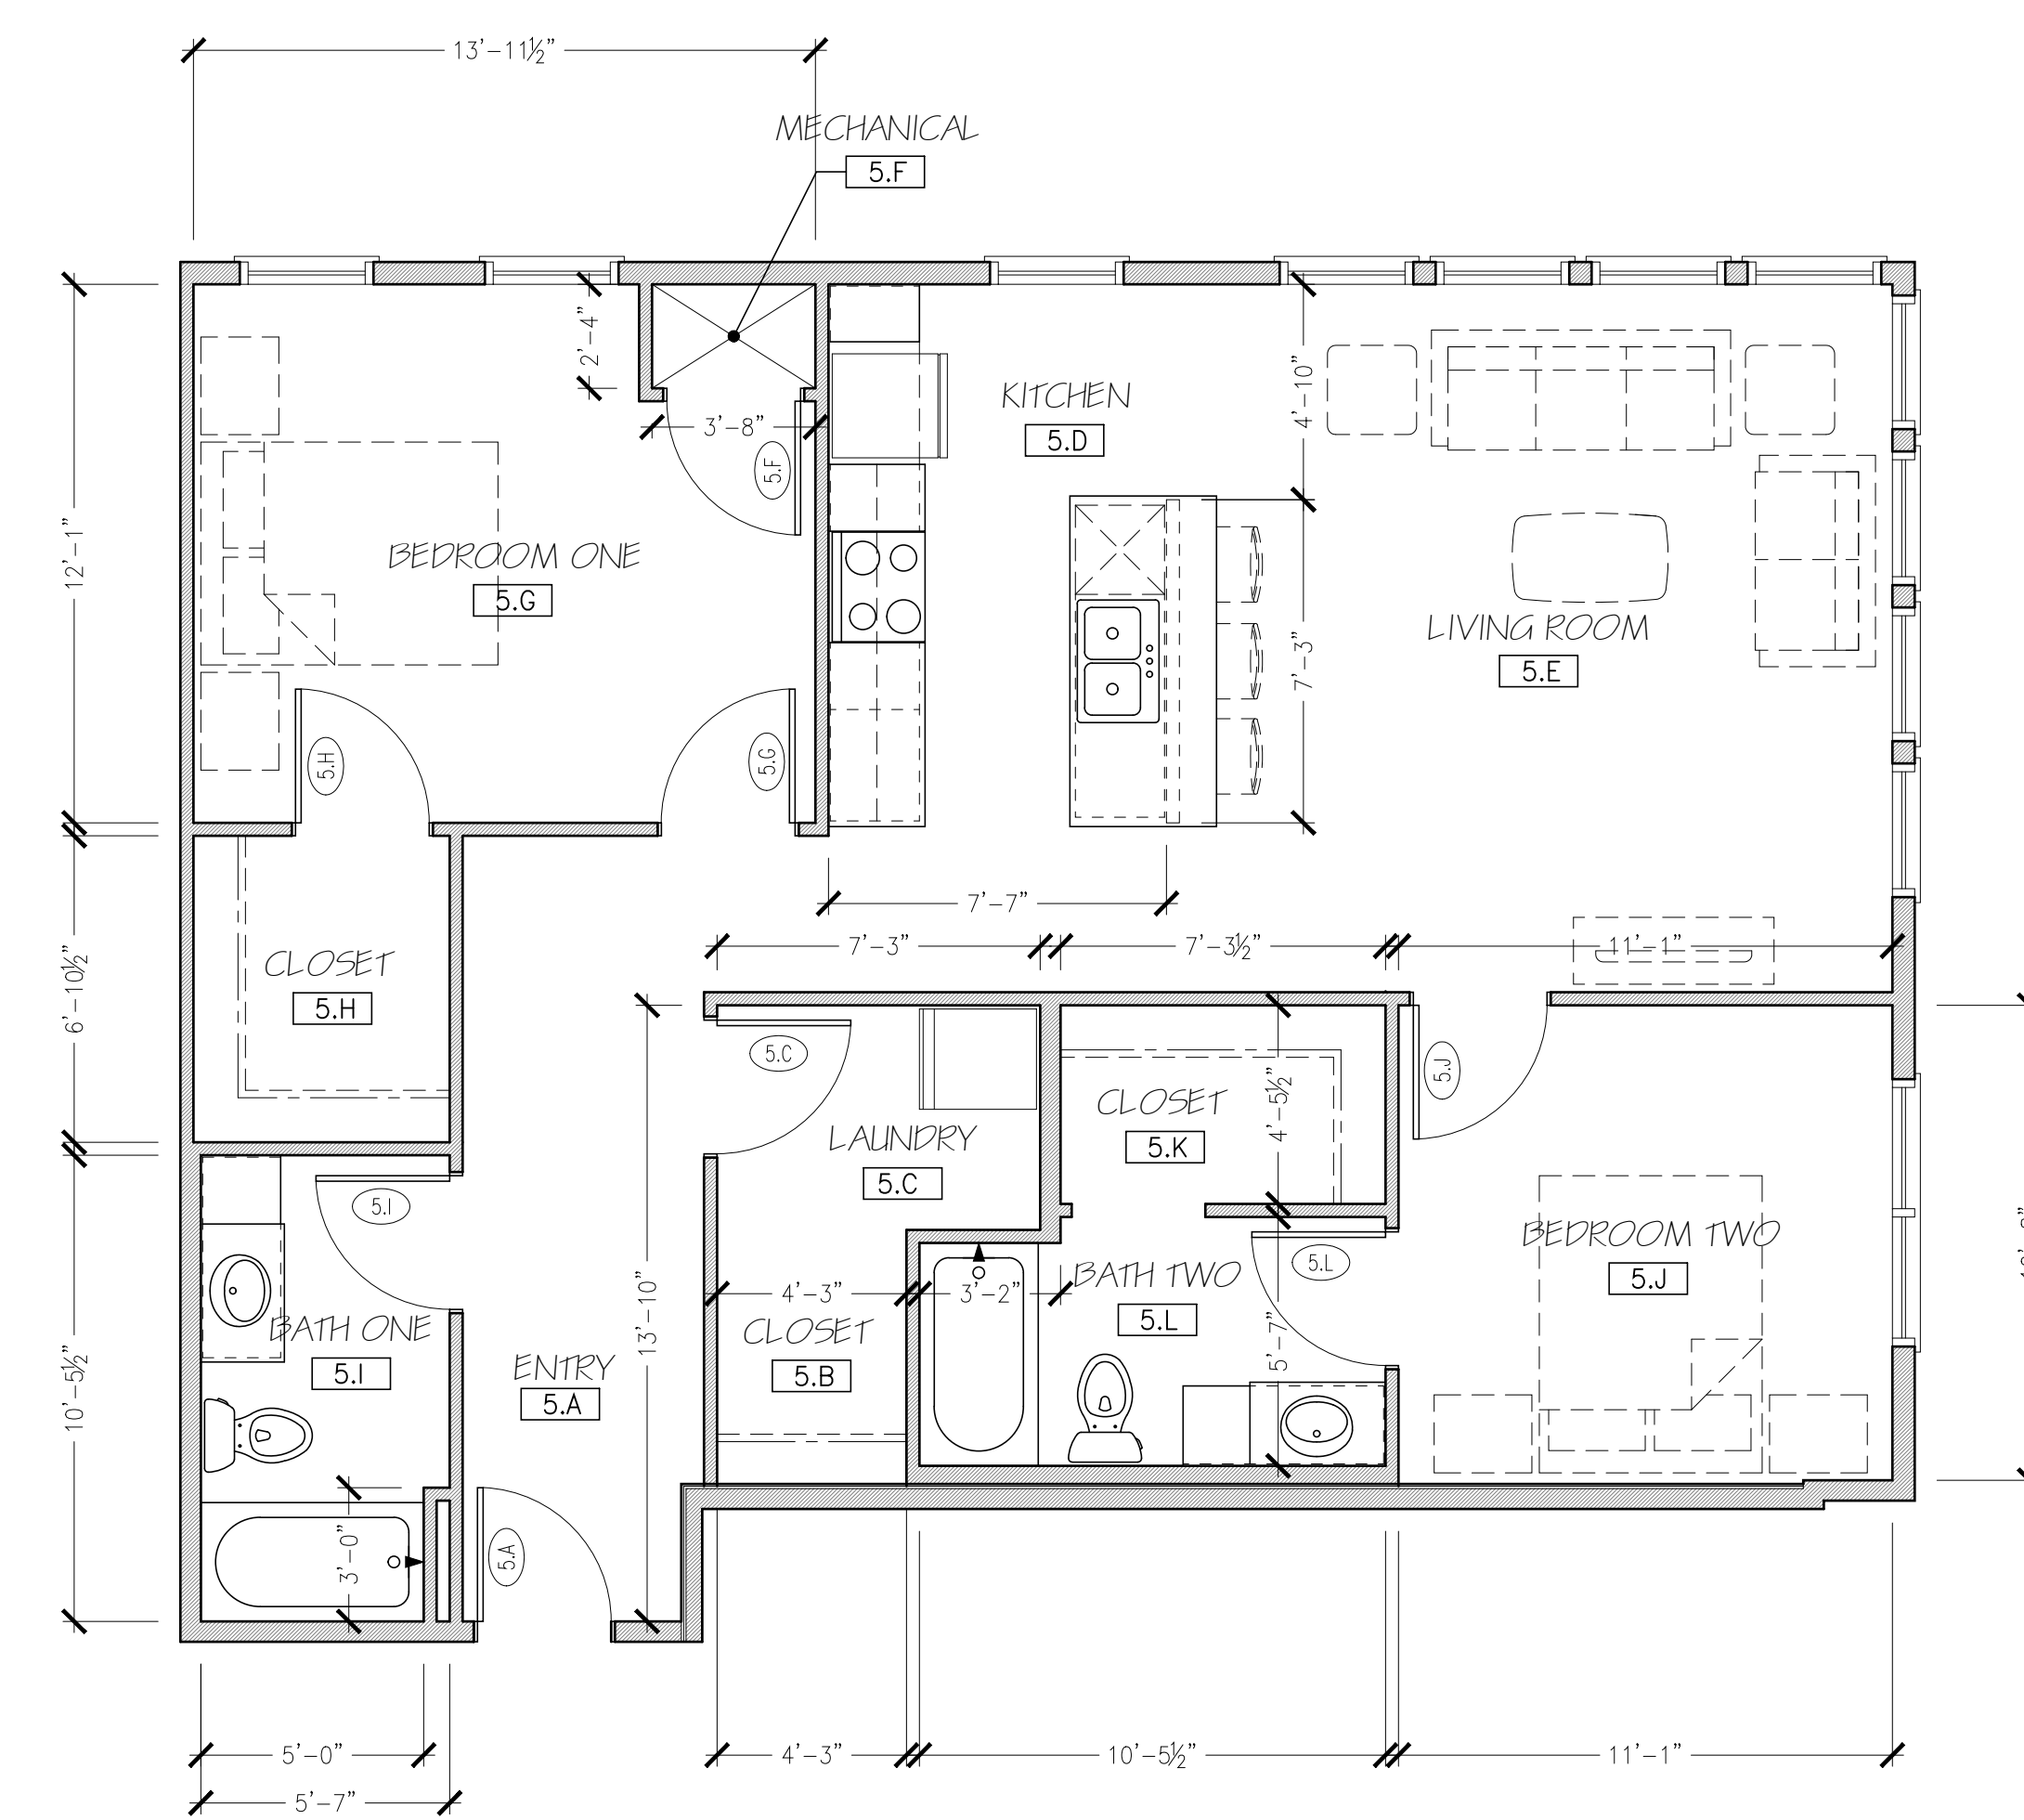 13'-11½"
MECHANICAL
5.F
2'-4"
3'-8"
5.F
KITCHEN
5.D
4'-10"
12'-1"
BEDROOM ONE
5.G
LIVING ROOM
5.E
7'-3"
5.H
5.G
7'-7"
7'-3"
7'-3½"
11'-1"
CLOSET
5.H
6'-10½"
5.C
5.J
CLOSET
5.K
4'-5½"
LAUNDRY
5.C
5.I
BEDROOM TWO
5.J
5.L
BATH TWO
5.L
4'-3"
3'-2"
13'-10"
5'-7"
BATH ONE
5.I
CLOSET
5.B
ENTRY
5.A
10'-5½"
3'-0"
5.A
5'-0"
4'-3"
10'-5½"
11'-1"
5'-7"